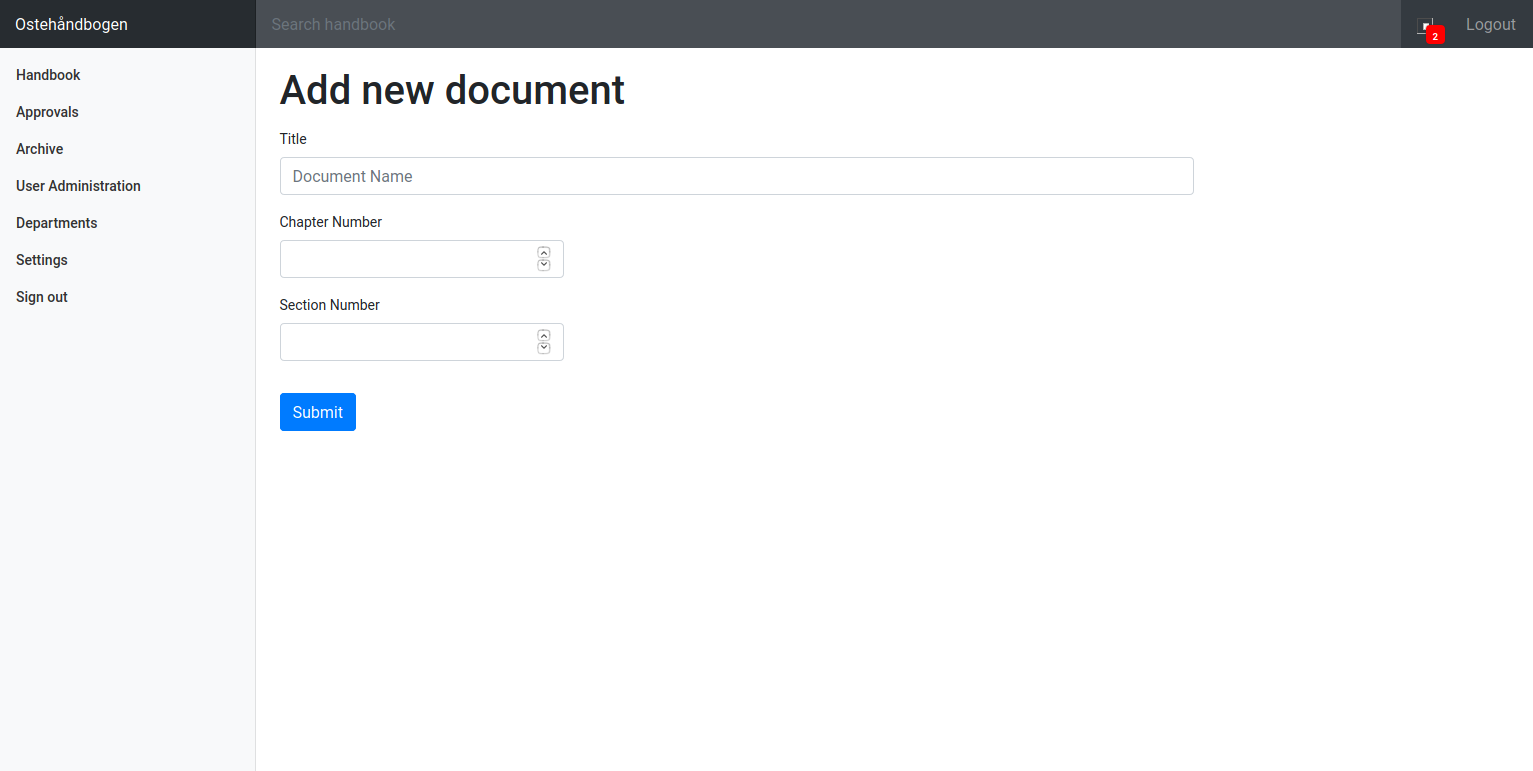 Ostehåndbogen
Search handbook
2
Logout
Handbook
Approvals
Archive
User Administration
Departments
Settings
Sign out
Add new document
Title
Document Name
Chapter Number
Section Number
Submit